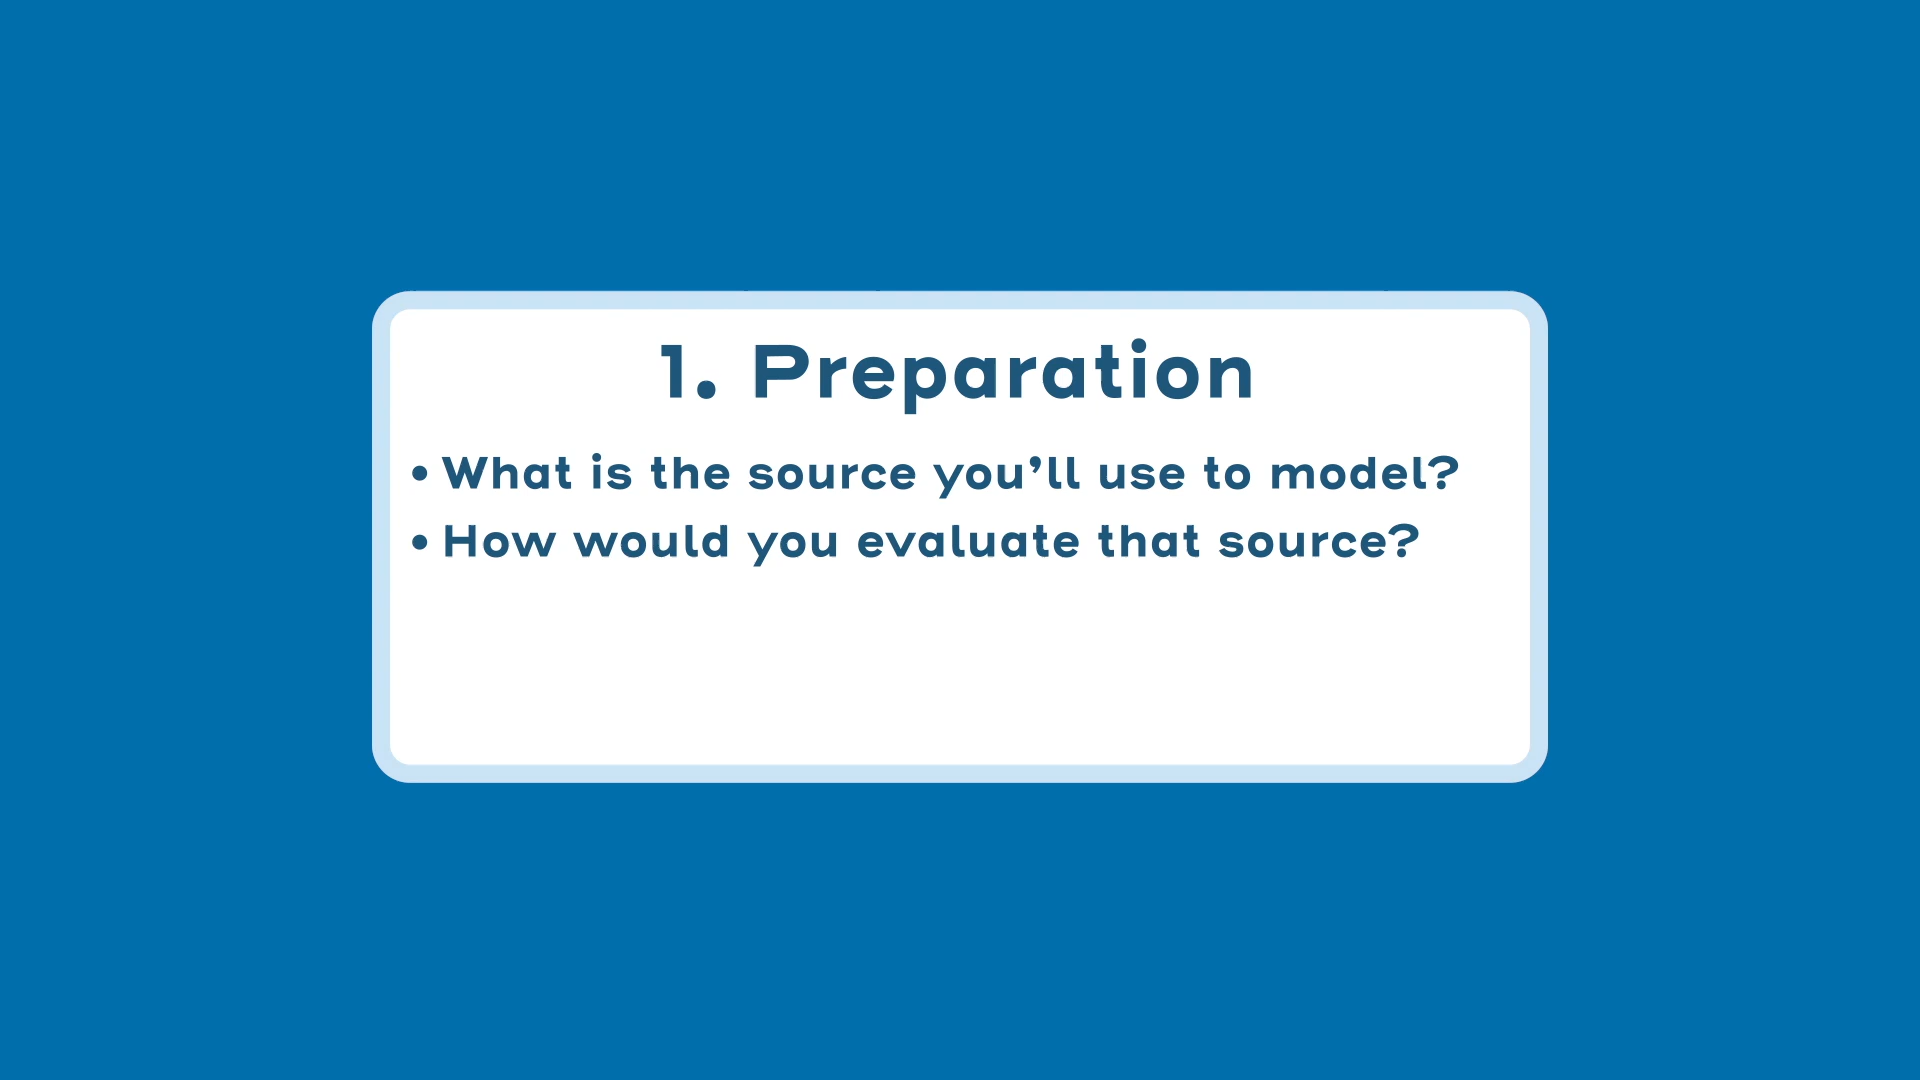 1. Preparation
• What is the source you’ll use to model?
• How would you evaluate that source?